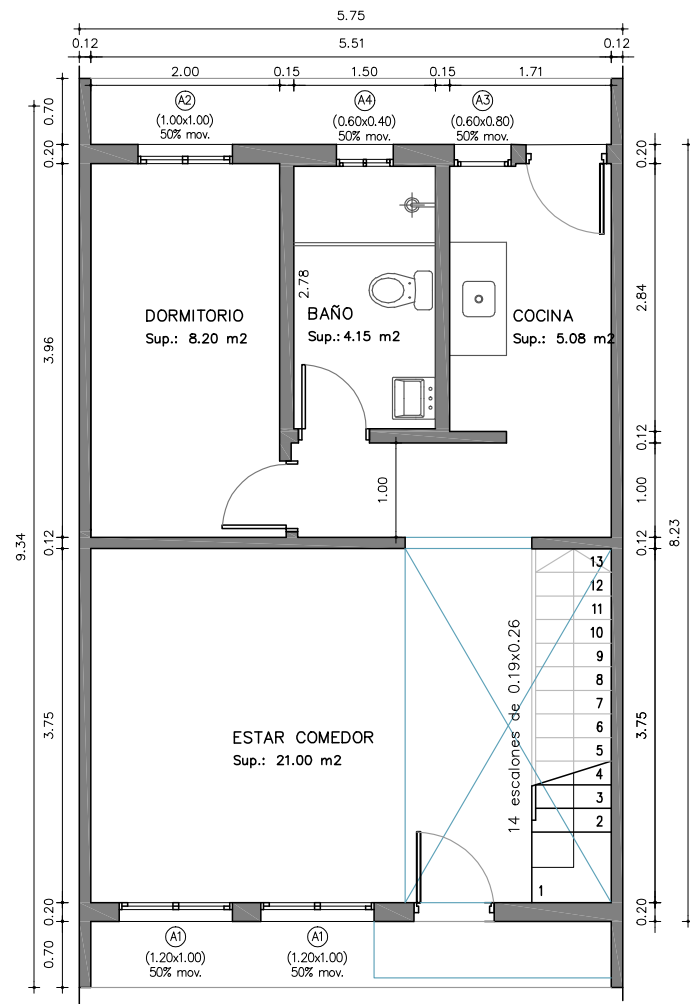 5.75
0.12 5.51 0.12
2.00 0.15 1.50 0.15 1.71
A2 A4 A3
(1.00x1.00) (0.60x0.40) (0.60x0.80)
50% mov. 50% mov. 50% mov.
0.70
0.20 0.20
2.78
2.84
DORMITORIO BAÑO COCINA
Sup.: 8.20 m2 Sup.: 4.15 m2 Sup.: 5.08 m2
3.96
0.12
1.00 1.00
9.34 0.12 0.12 8.23
13
12
11
10
9
8
7
6
5
4
3
2
1
14 escalones de 0.19x0.26
3.75 3.75
ESTAR COMEDOR
Sup.: 21.00 m2
0.20 0.20
0.70
A1 A1
(1.20x1.00) (1.20x1.00)
50% mov. 50% mov.